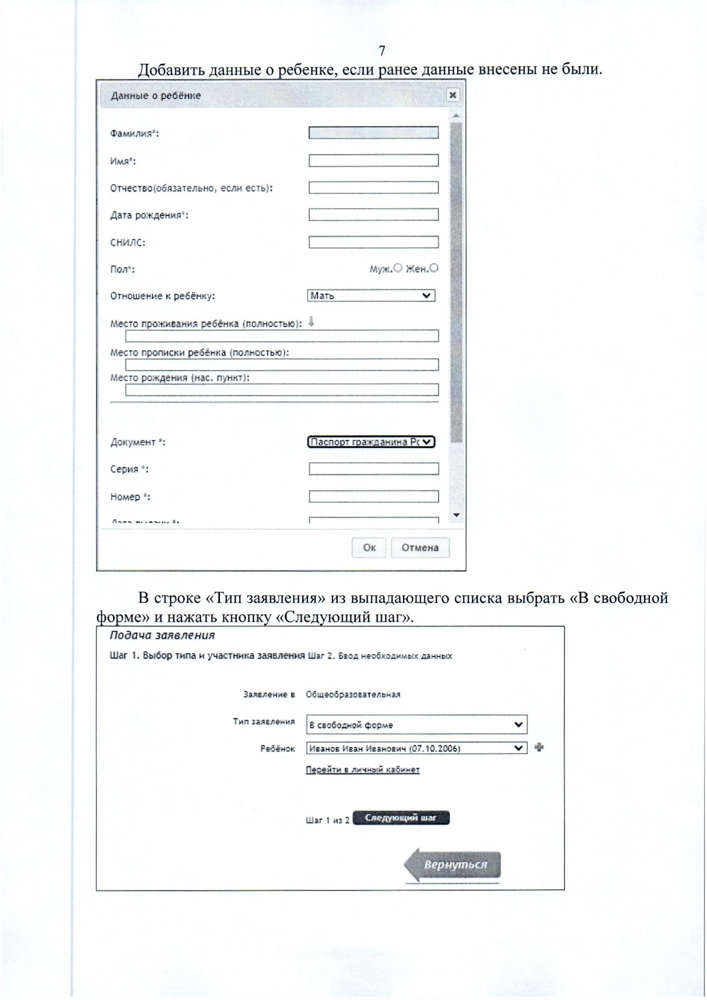 7
Добавить данные о ребенке, если ранее данные внесены не были.
Данные о ребёнке
Фамилия*:
Имя*:
Отчество(обязательно, если есть):
Дата рождения*:
СНИЛС:
Пол*: Муж. Жен.
Отношение к ребёнку: Мать
Место проживания ребёнка (полностью): ⇓
Место прописки ребёнка (полностью):
Место рождения (нас. пункт):
Документ *: Паспорт гражданина Рс
Серия *:
Номер *:
Дата выдачи *:
Ок Отмена
В строке «Тип заявления» из выпадающего списка выбрать «В свободной
форме» и нажать кнопку «Следующий шаг».
Подача заявления
Шаг 1. Выбор типа и участника заявления Шаг 2. Ввод необходимых данных
Заявление в Общеобразовательная
Тип заявления В свободной форме
Ребёнок Иванов Иван Иванович (07.10.2006)
Перейти в личный кабинет
Шаг 1 из 2 Следующий шаг
Вернуться